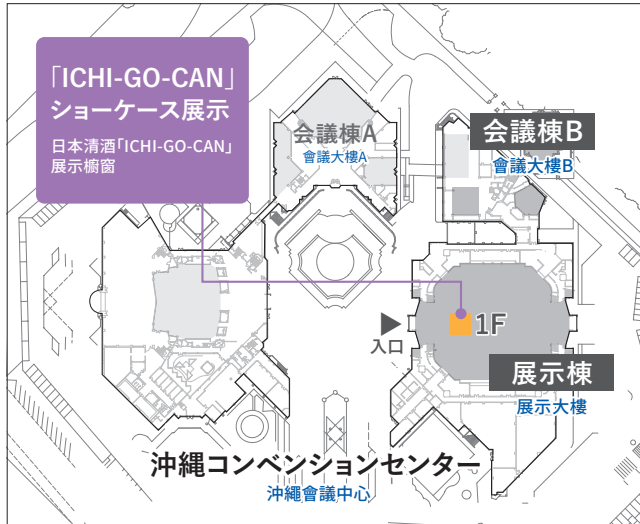 「ICHI-GO-CAN」
ショーケース展示
日本清酒「ICHI-GO-CAN」
展示櫥窗
会議棟A
會議大樓A
会議棟B
會議大樓B
1F
入口
展示棟
展示大樓
沖縄コンベンションセンター
沖繩會議中心